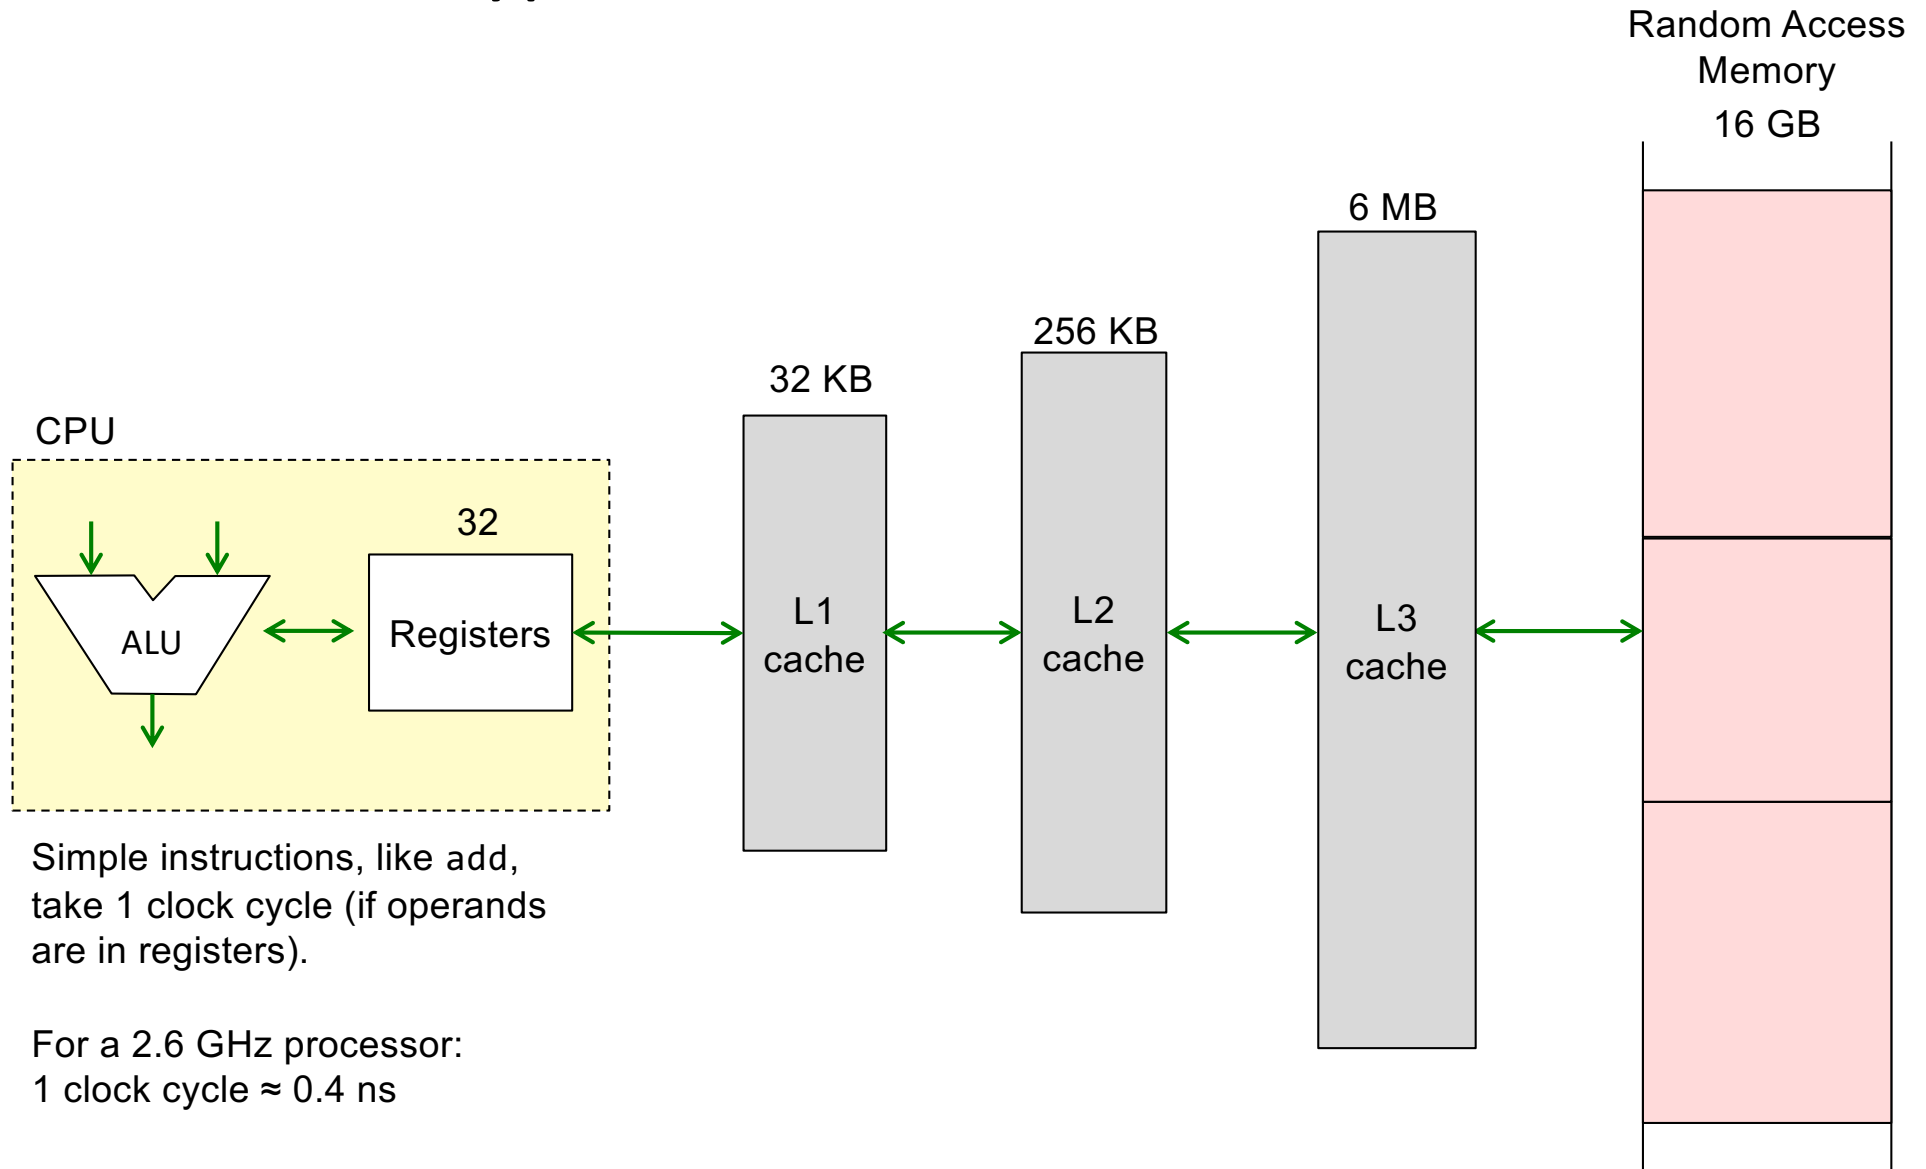 Random Access
Memory
16 GB
6 MB
256 KB
32 KB
CPU
32
ALU
Registers
L1
cache
L2
cache
L3
cache
Simple instructions, like add,
take 1 clock cycle (if operands
are in registers).
For a 2.6 GHz processor:
1 clock cycle ≈ 0.4 ns